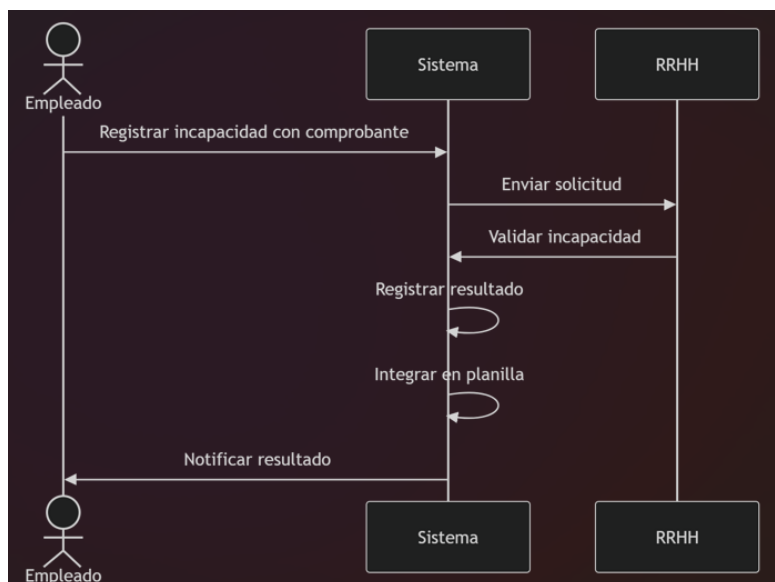 Empleado
Sistema
RRHH
Registrar incapacidad con comprobante
Enviar solicitud
Validar incapacidad
Registrar resultado
Integrar en planilla
Notificar resultado
Empleado
Sistema
RRHH